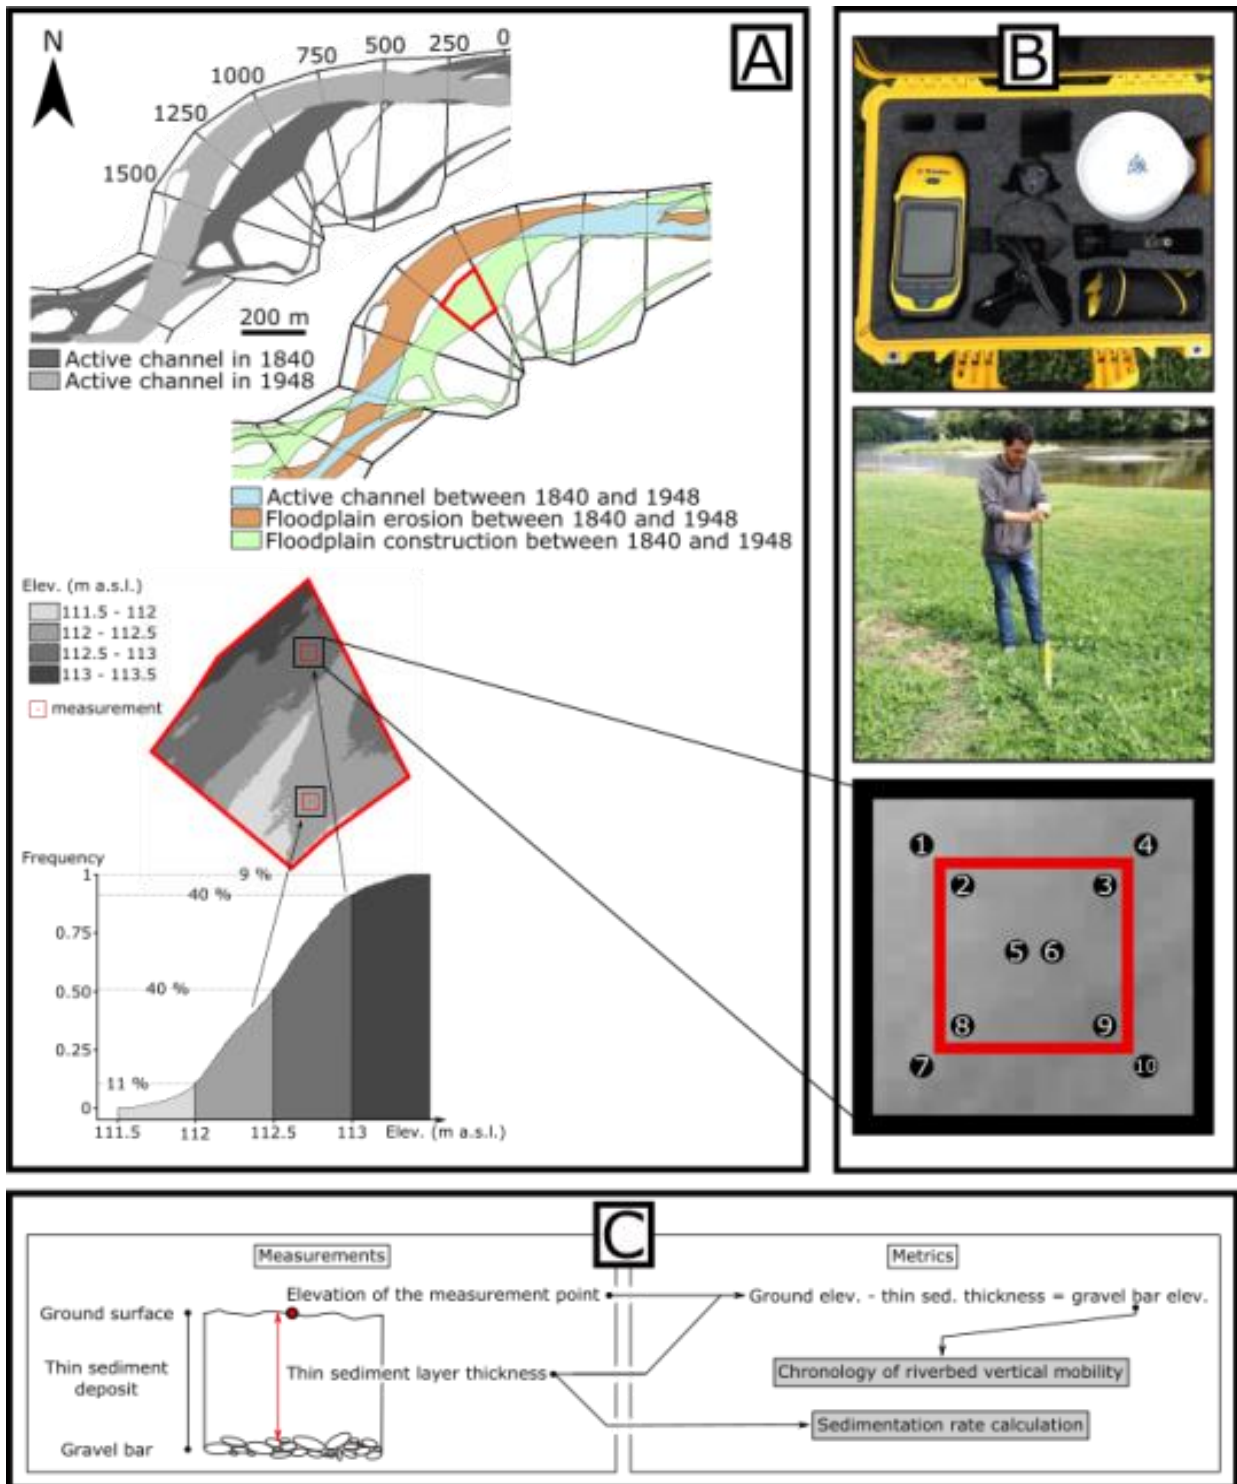 A
N
0
250
500
750
1000
1250
1500
200 m
Active channel in 1840
Active channel in 1948
Active channel between 1840 and 1948
Floodplain erosion between 1840 and 1948
Floodplain construction between 1840 and 1948
Elev. (m a.s.l.)
111.5 - 112
112 - 112.5
112.5 - 113
113 - 113.5
measurement
Frequency
1
0.75
0.50
0.25
0
9 %
40 %
40 %
11 %
111.5 112 112.5 113 Elev. (m a.s.l.)
B
1 4
2 3
5 6
8 9
7 10
C
Measurements
Ground surface
Thin sediment
deposit
Gravel bar
Elevation of the measurement point
Thin sediment layer thickness
Metrics
Ground elev. - thin sed. thickness = gravel bar elev.
Chronology of riverbed vertical mobility
Sedimentation rate calculation